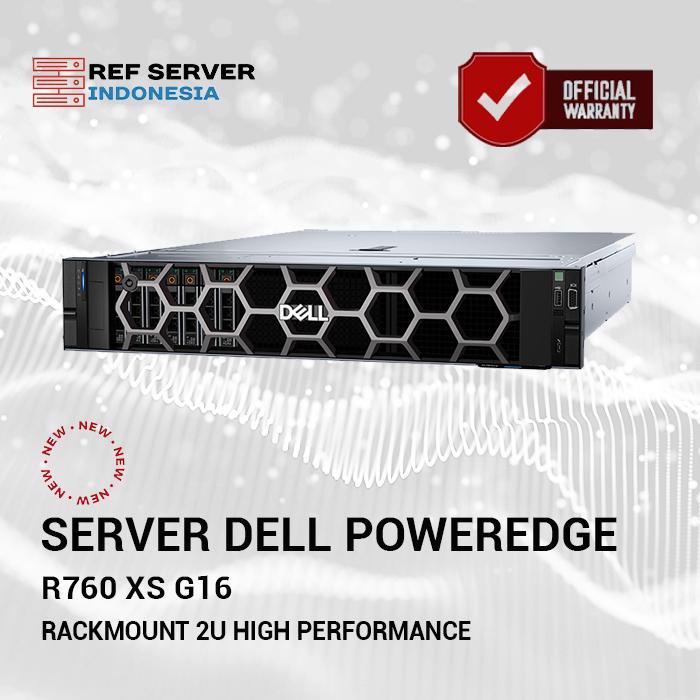 REF SERVER
INDONESIA
OFFICIAL
WARRANTY
DELL
NEW · NEW · NEW · NEW · NEW ·
SERVER DELL POWEREDGE
R760 XS G16
RACKMOUNT 2U HIGH PERFORMANCE